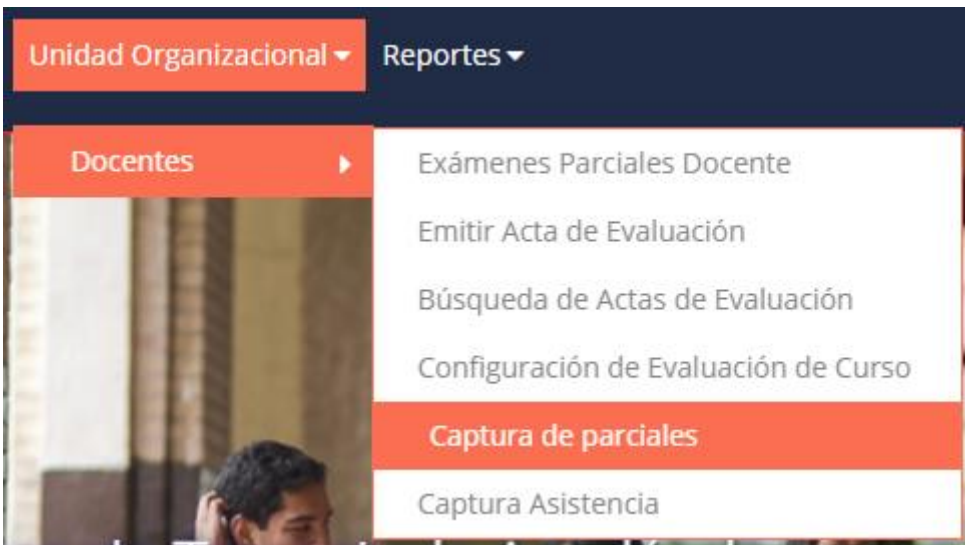 Unidad Organizacional
Reportes
Docentes
Exámenes Parciales Docente
Emitir Acta de Evaluación
Búsqueda de Actas de Evaluación
Configuración de Evaluación de Curso
Captura de parciales
Captura Asistencia